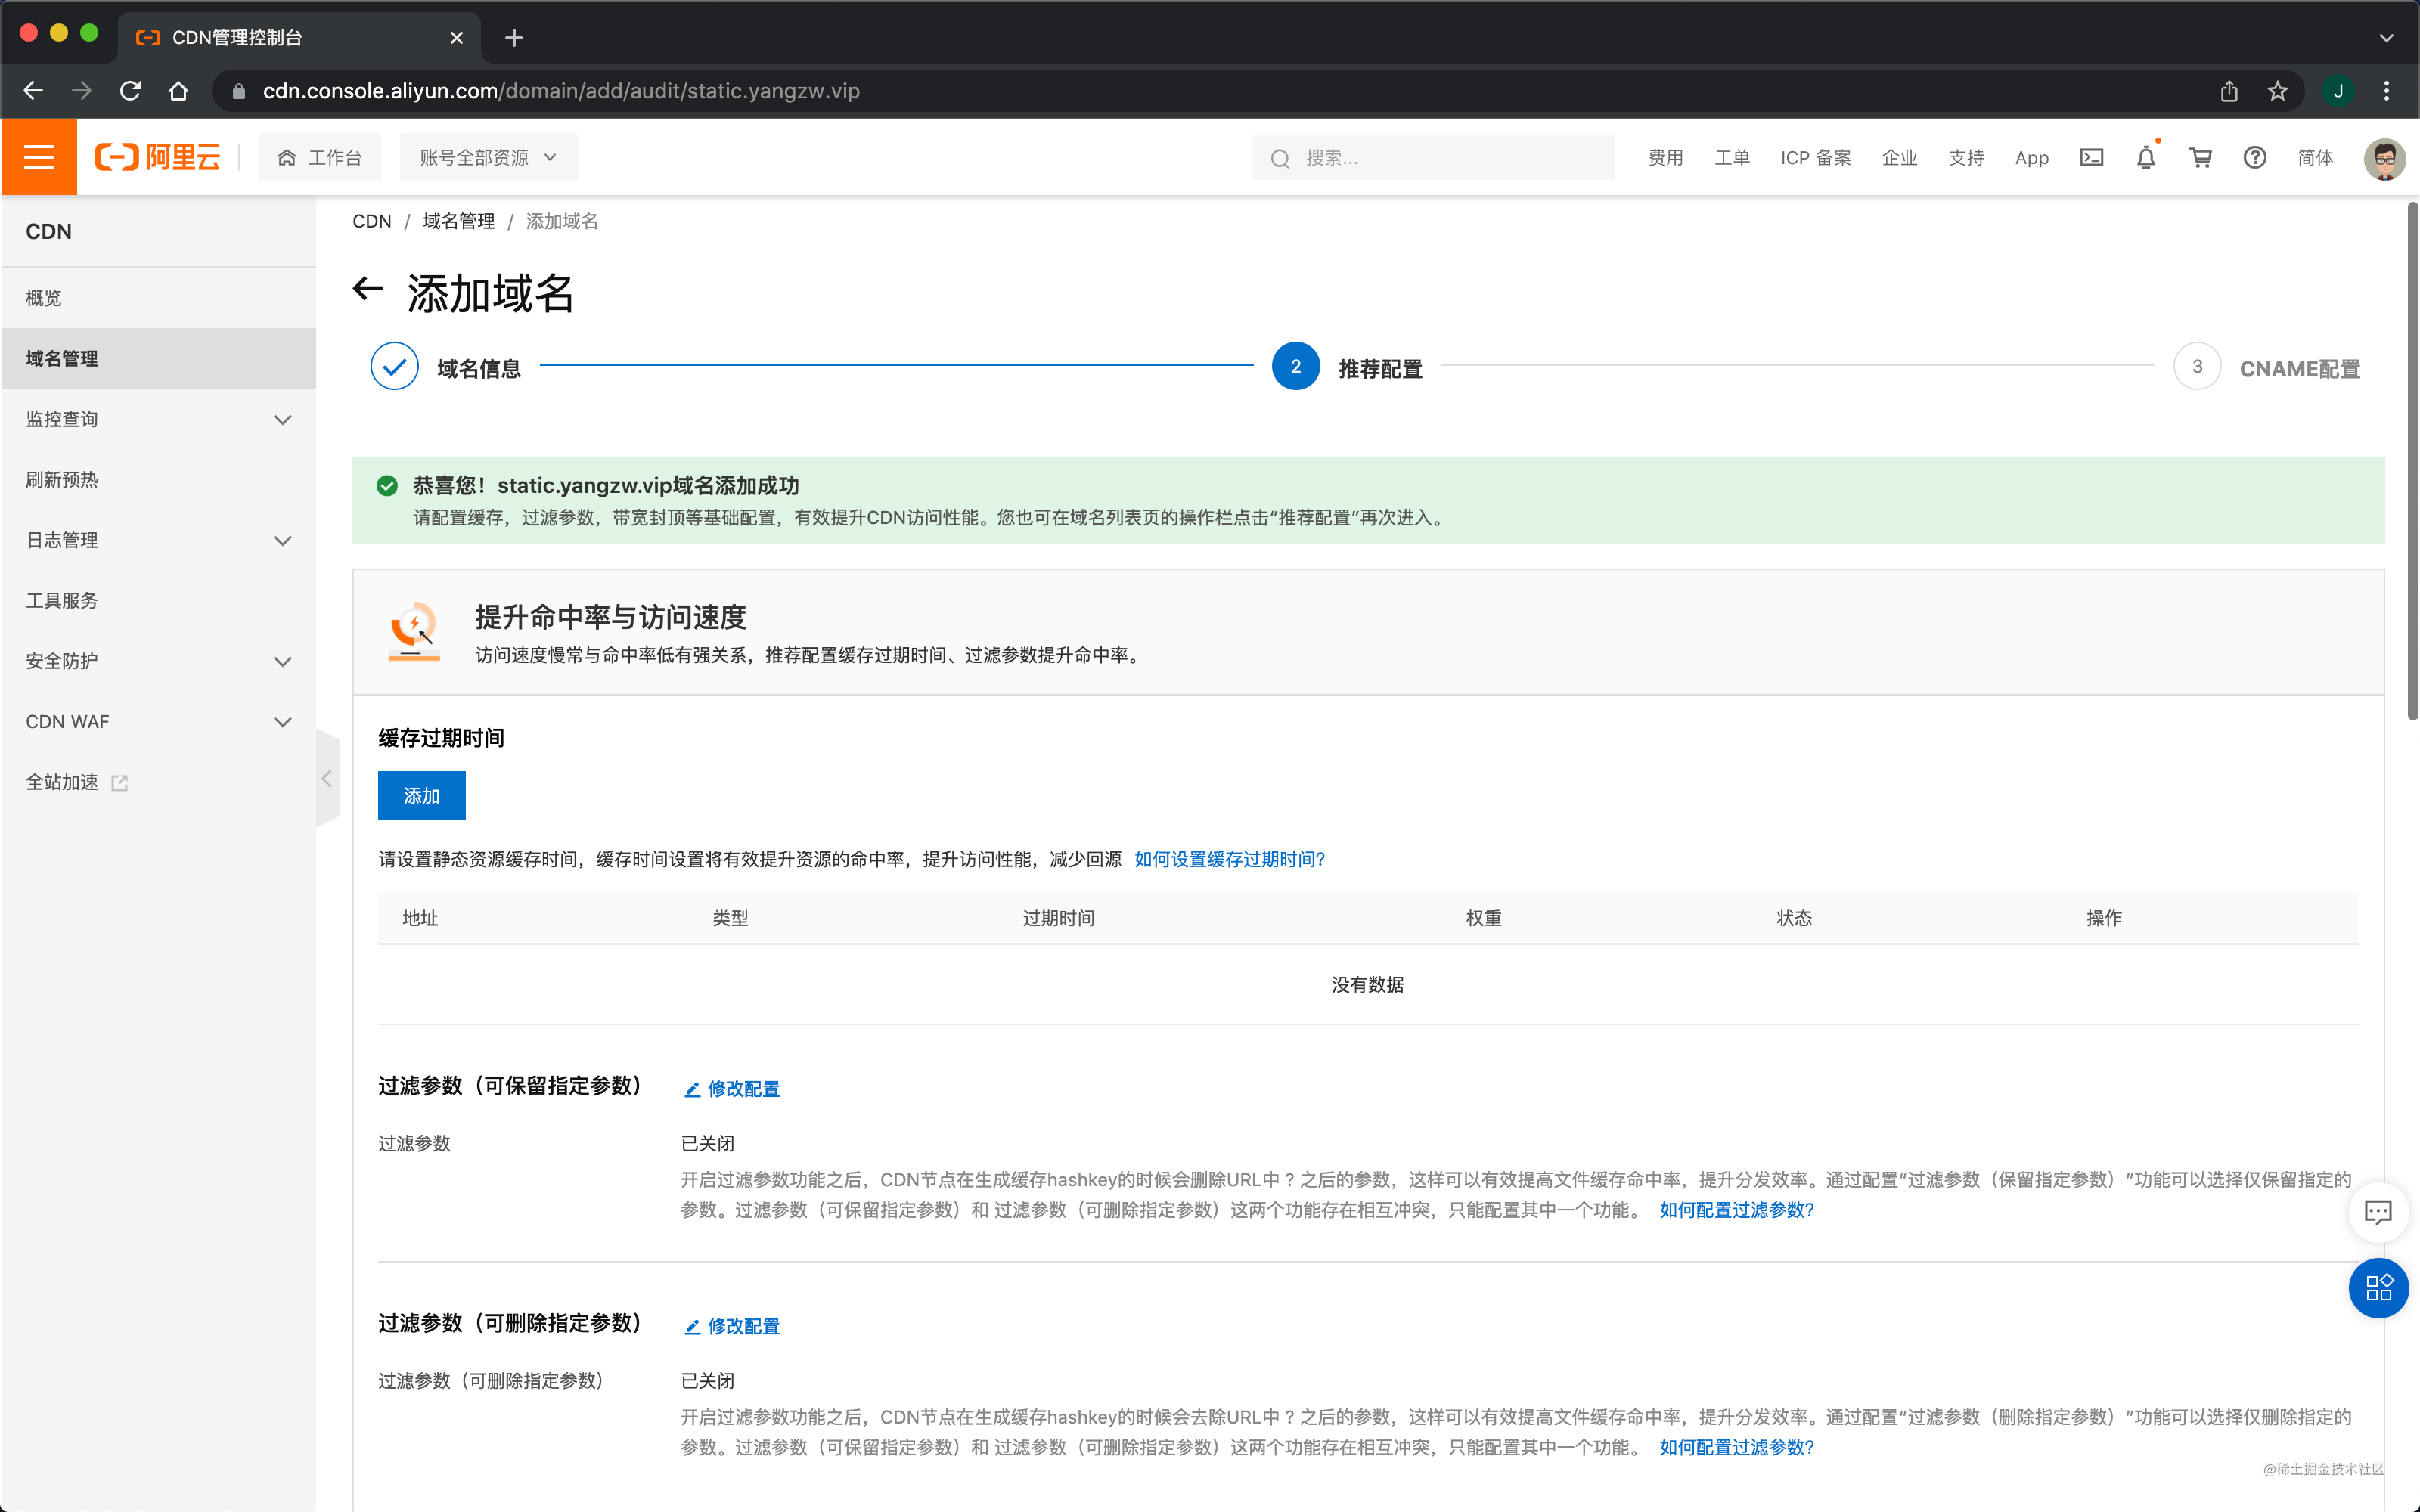 CDN管理控制台
cdn.console.aliyun.com/domain/add/audit/static.yangzw.vip
J
阿里云
工作台
账号全部资源
搜索...
费用
工单
ICP 备案
企业
支持
App
简体
CDN
概览
域名管理
监控查询
刷新预热
日志管理
工具服务
安全防护
CDN WAF
全站加速
CDN / 域名管理 / 添加域名
添加域名
域名信息
2 推荐配置
3 CNAME配置
恭喜您！static.yangzw.vip域名添加成功
请配置缓存，过滤参数，带宽封顶等基础配置，有效提升CDN访问性能。您也可在域名列表页的操作栏点击“推荐配置”再次进入。
提升命中率与访问速度
访问速度慢常与命中率低有强关系，推荐配置缓存过期时间、过滤参数提升命中率。
缓存过期时间
添加
请设置静态资源缓存时间，缓存时间设置将有效提升资源的命中率，提升访问性能，减少回源 如何设置缓存过期时间?
地址 类型 过期时间 权重 状态 操作
没有数据
过滤参数（可保留指定参数） 修改配置
过滤参数 已关闭
开启过滤参数功能之后，CDN节点在生成缓存hashkey的时候会删除URL中 ? 之后的参数，这样可以有效提高文件缓存命中率，提升分发效率。通过配置“过滤参数（保留指定参数）”功能可以选择仅保留指定的
参数。过滤参数（可保留指定参数）和 过滤参数（可删除指定参数）这两个功能存在相互冲突，只能配置其中一个功能。 如何配置过滤参数?
过滤参数（可删除指定参数） 修改配置
过滤参数（可删除指定参数） 已关闭
开启过滤参数功能之后，CDN节点在生成缓存hashkey的时候会去除URL中 ? 之后的参数，这样可以有效提高文件缓存命中率，提升分发效率。通过配置“过滤参数（删除指定参数）”功能可以选择仅删除指定的
参数。过滤参数（可保留指定参数）和 过滤参数（可删除指定参数）这两个功能存在相互冲突，只能配置其中一个功能。 如何配置过滤参数?
@稀土掘金技术社区